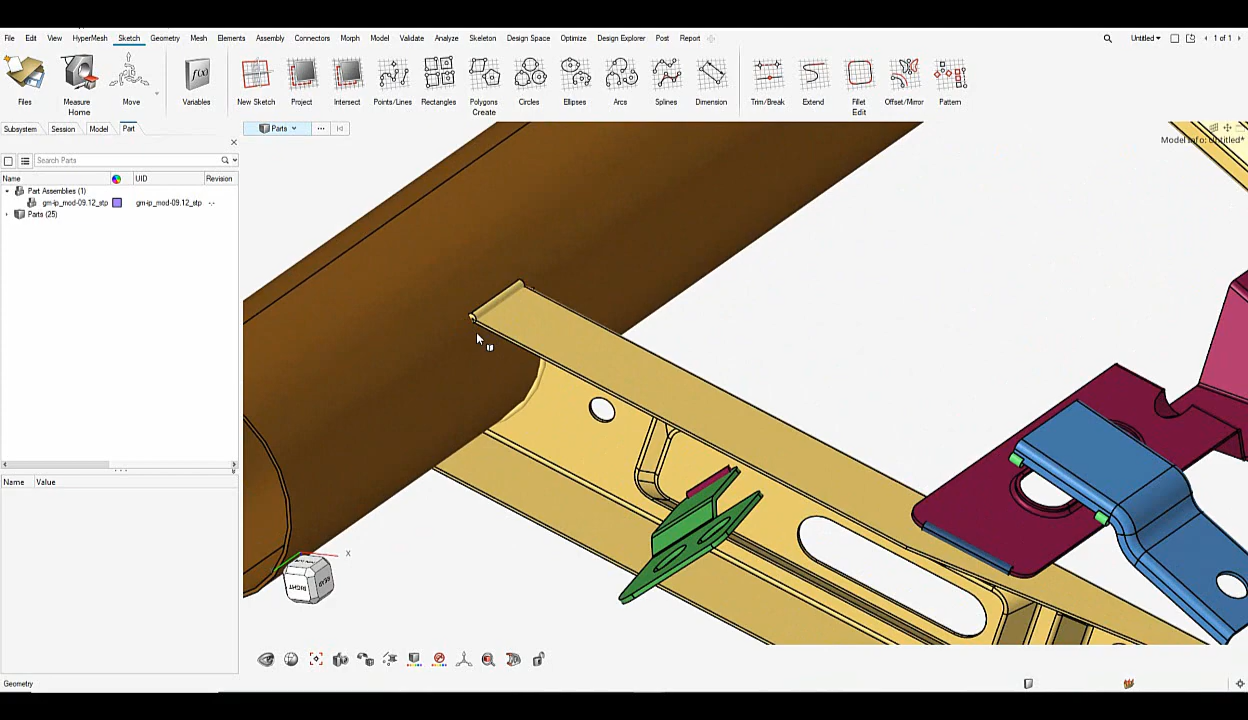 File Edit View HyperMesh Sketch Geometry Mesh Elements Assembly Connectors Morph Model Validate Analyze Skeleton Design Space Optimize Design Explorer Post Report Untitled 1 of 1
f(x)
Files Measure Move Variables New Sketch Project Intersect Points/Lines Rectangles Polygons Circles Ellipses Arcs Splines Dimension Trim/Break Extend Fillet Offset/Mirror Pattern
Home Create Edit
Subsystem Session Model Part Parts
Model Info: Untitled*
Search Parts
Name UID Revision
Part Assemblies (1)
gm-ip_mod-09.12_stp gm-ip_mod-09.12_stp -.-
Parts (25)
Name Value
X
RIGHT
Geometry